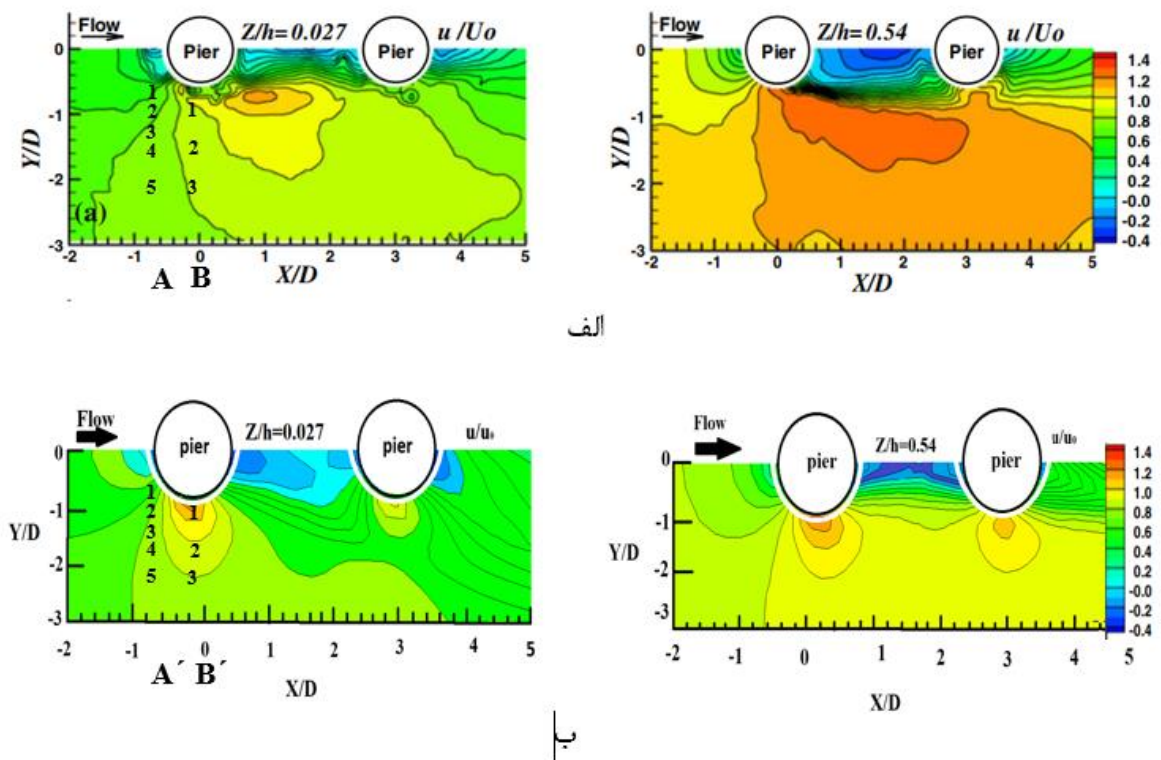 Flow Z/h=0.027 u/Uo
Pier Pier
0
-1
-2
-3
Y/D
1
2
3
4
5
1
2
3
(a)
-2 -1 0 1 2 3 4 5
A B X/D
Flow Z/h=0.54 u/Uo
Pier Pier
0
-1
-2
-3
Y/D
-2 -1 0 1 2 3 4 5
X/D
1.4
1.2
1.0
0.8
0.6
0.4
0.2
-0.0
-0.2
-0.4
الف
Flow Z/h=0.027 u/u₀
pier pier
0
-1
-2
-3
Y/D
1
2
3
4
5
1
2
3
-2 -1 0 1 2 3 4 5
A´ B´
X/D
Flow Z/h=0.54 u/u₀
pier pier
0
-1
-2
-3
Y/D
-2 -1 0 1 2 3 4 5
X/D
1.4
1.2
1.0
0.8
0.6
0.4
0.2
-0.0
-0.2
-0.4
ب